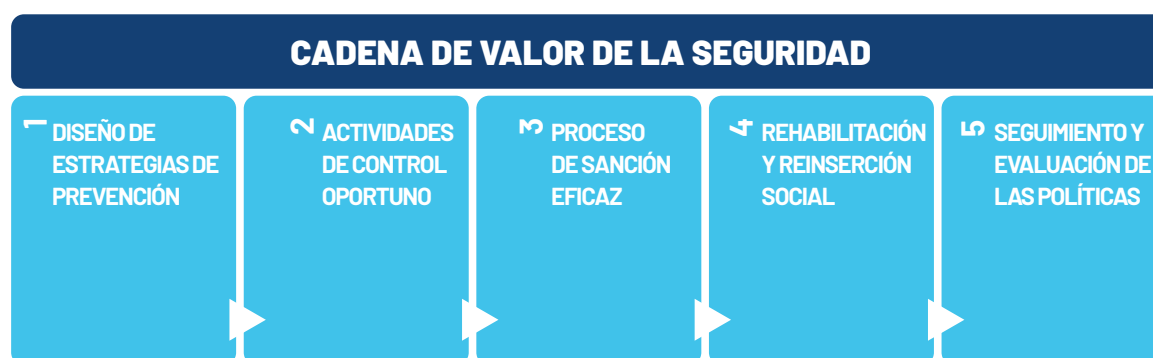 CADENA DE VALOR DE LA SEGURIDAD
1 DISEÑO DE
ESTRATEGIAS DE
PREVENCIÓN
2 ACTIVIDADES
DE CONTROL
OPORTUNO
3 PROCESO
DE SANCIÓN
EFICAZ
4 REHABILITACIÓN
Y REINSERCIÓN
SOCIAL
5 SEGUIMIENTO Y
EVALUACIÓN DE
LAS POLÍTICAS